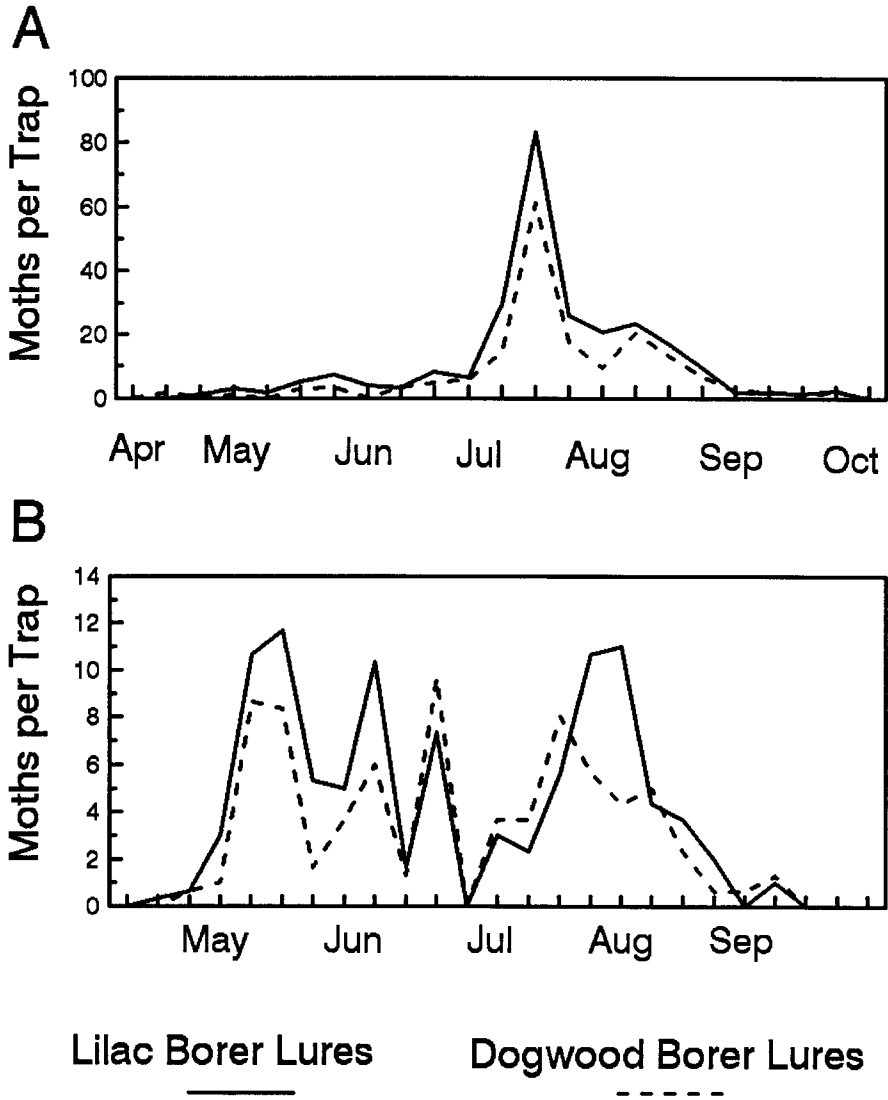 A
Moths per Trap
100
80
60
40
20
0
Apr May Jun Jul Aug Sep Oct
B
Moths per Trap
14
12
10
8
6
4
2
0
May Jun Jul Aug Sep
Lilac Borer Lures Dogwood Borer Lures